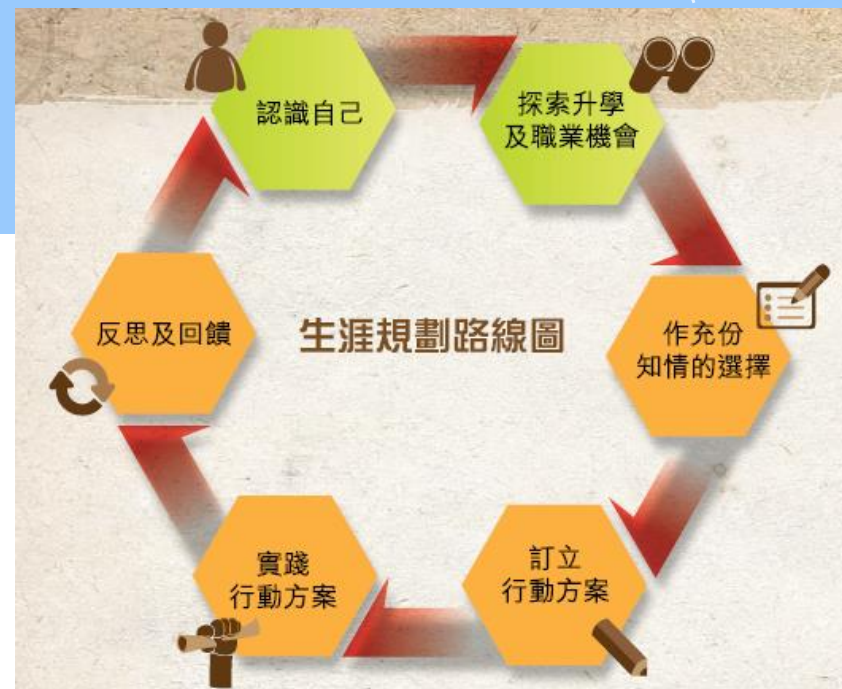 認識自己
探索升學
及職業機會
作充份
知情的選擇
訂立
行動方案
實踐
行動方案
反思及回饋
生涯規劃路線圖